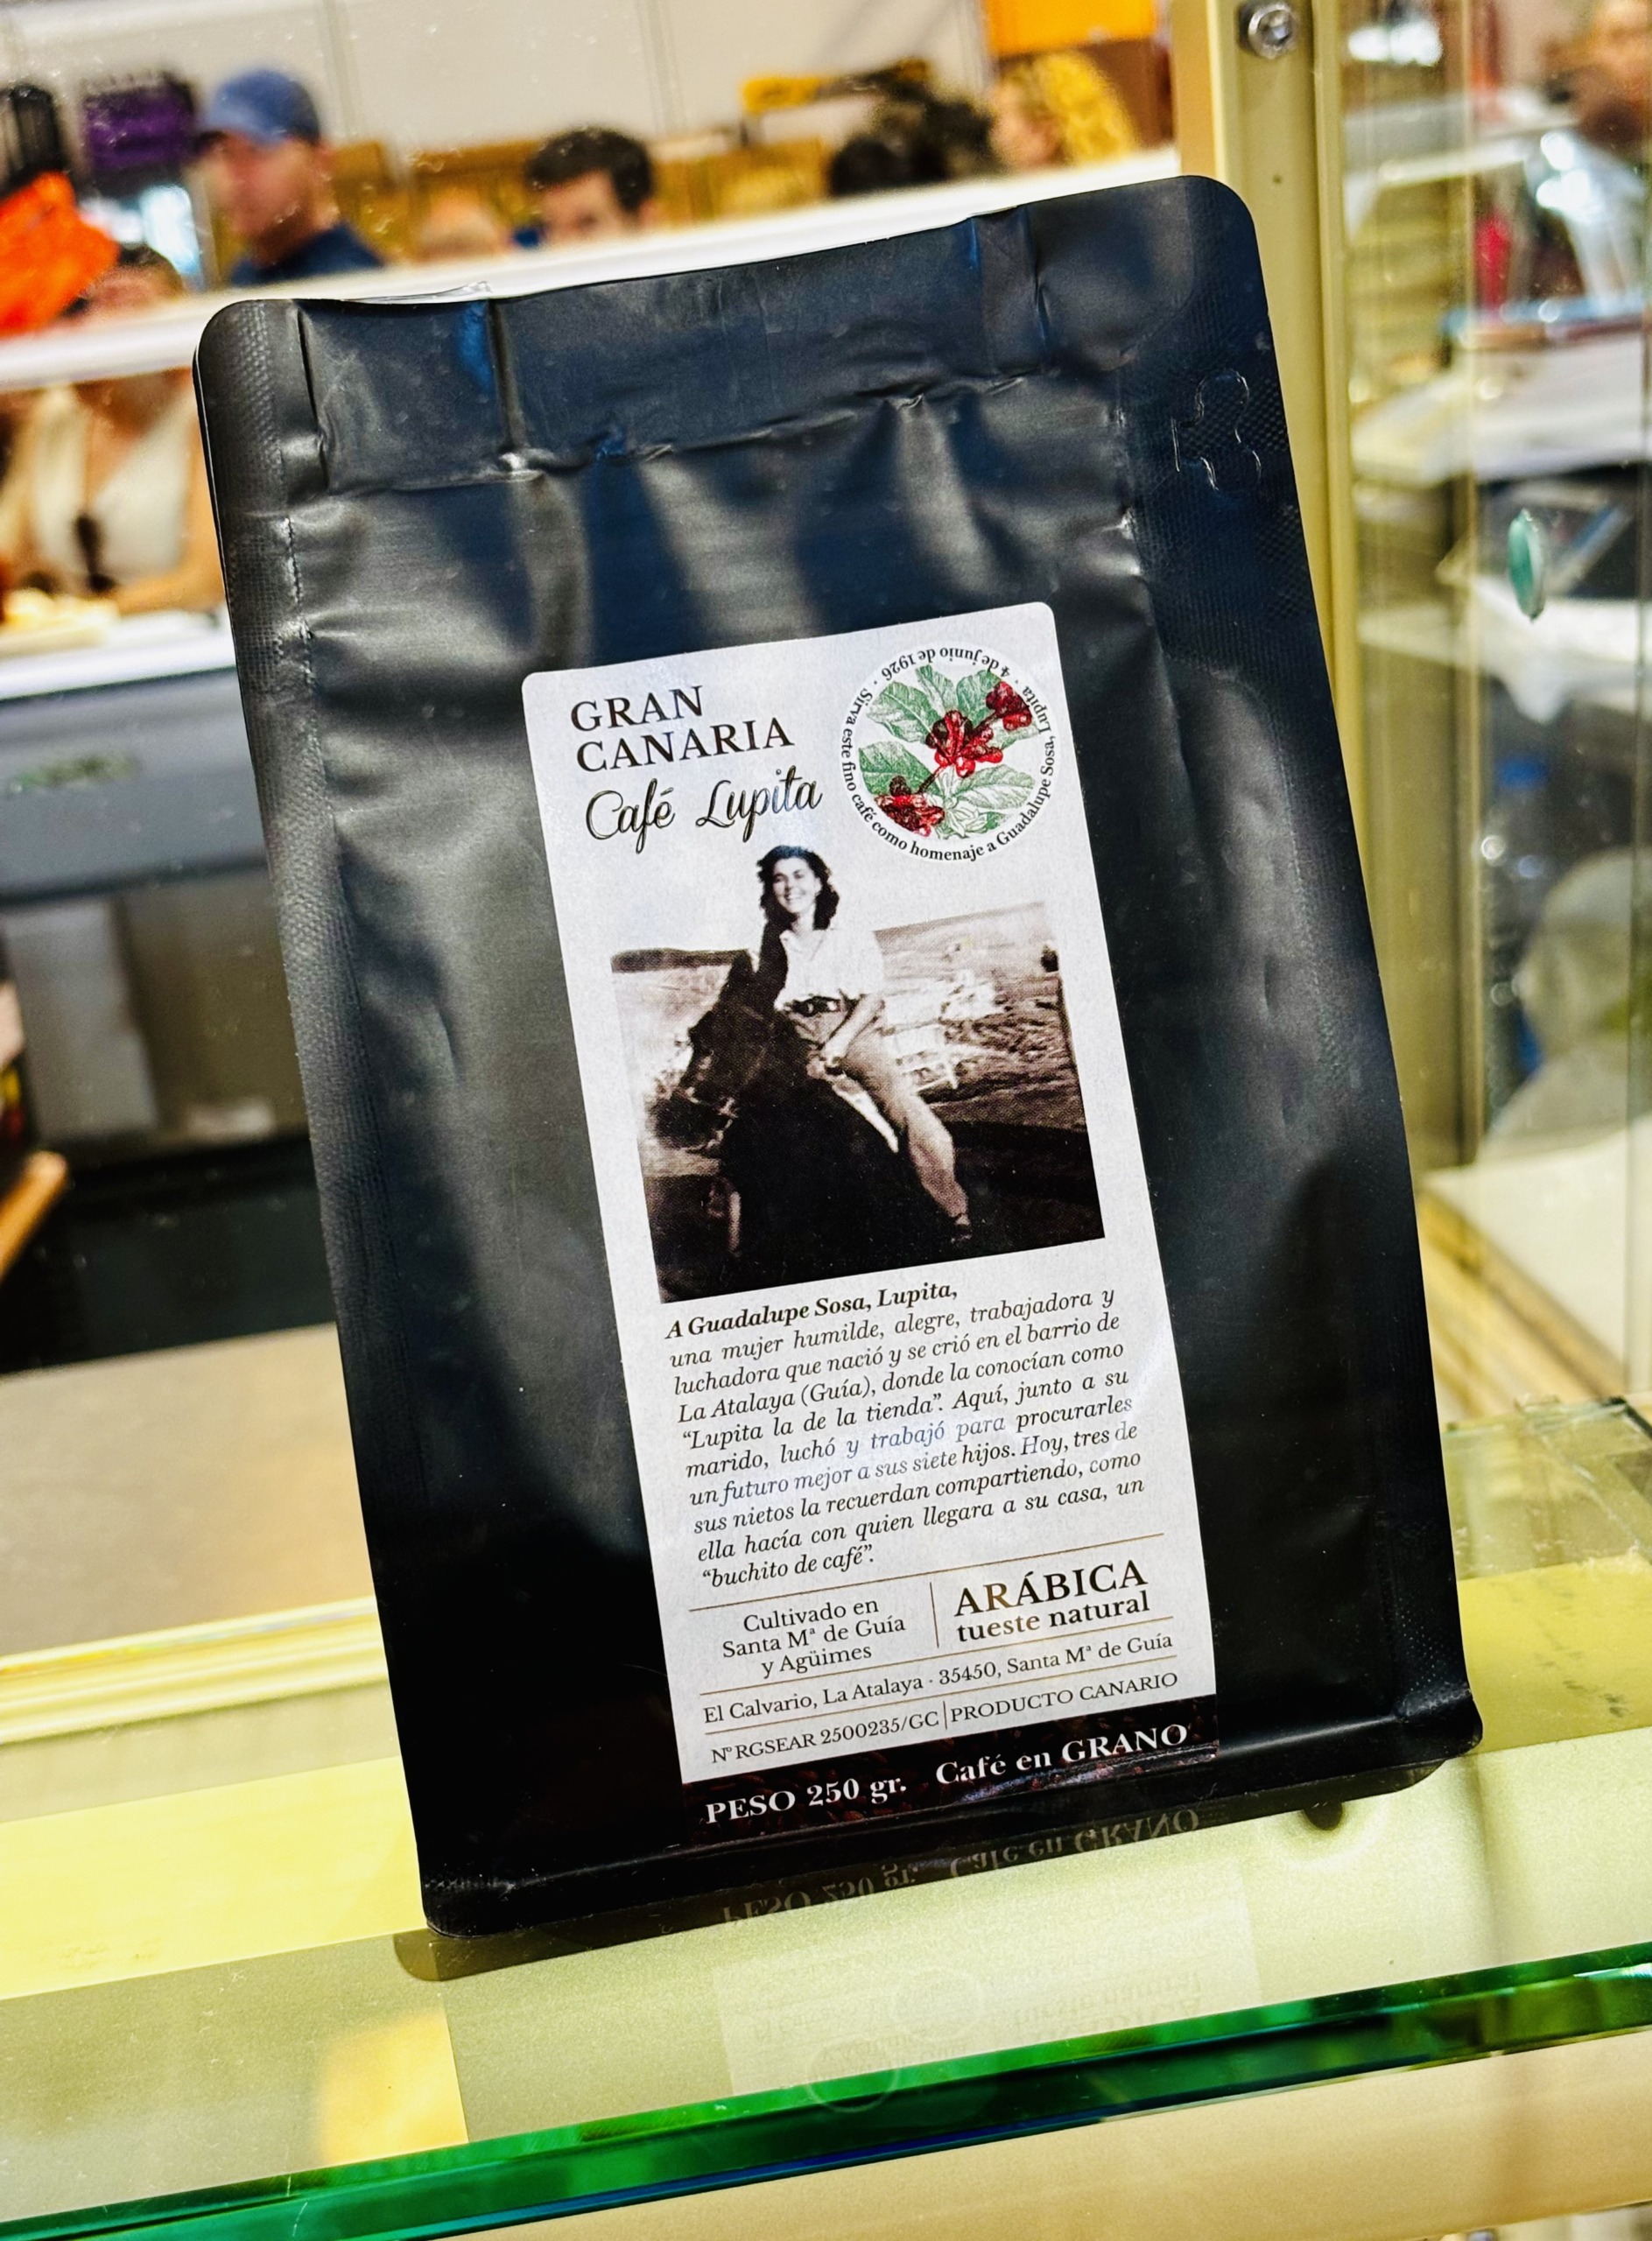 GRAN
CANARIA
Café Lupita
Sirva este fino café como homenaje a Guadalupe Sosa, Lupita · 4 de junio de 1926 ·
A Guadalupe Sosa, Lupita,
una mujer humilde, alegre, trabajadora y
luchadora que nació y se crió en el barrio de
La Atalaya (Guía), donde la conocían como
“Lupita la de la tienda”. Aquí, junto a su
marido, luchó y trabajó para procurarles
un futuro mejor a sus siete hijos. Hoy, tres de
sus nietos la recuerdan compartiendo, como
ella hacía con quien llegara a su casa, un
“buchito de café”.
Cultivado en
Santa Mª de Guía
y Agüimes
ARÁBICA
tueste natural
El Calvario, La Atalaya · 35450, Santa Mª de Guía
Nº RGSEAR 2500235/GC | PRODUCTO CANARIO
PESO 250 gr. Café en GRANO